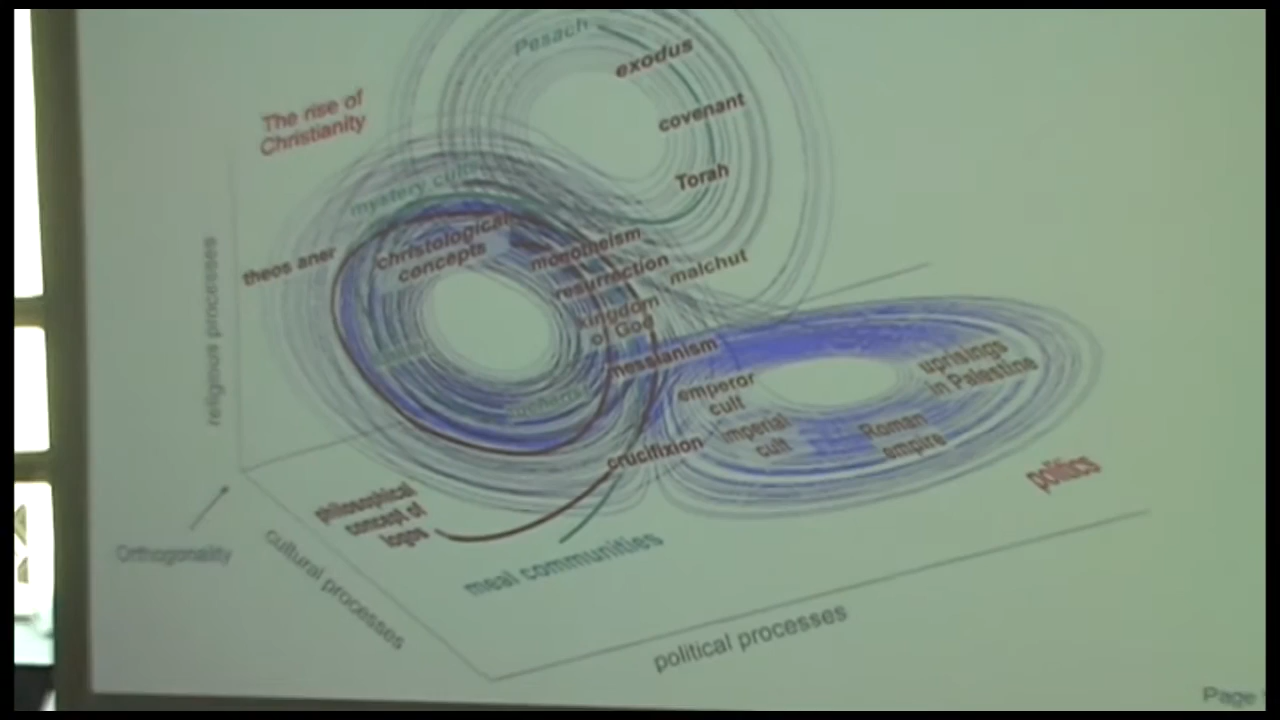 Pesach
exodus
The rise of
Christianity
covenant
Torah
theos aner
christological
concepts
monotheism
resurrection
malchut
kingdom
of God
messianism
emperor
cult
uprisings
in Palestine
imperial
cult
Roman
empire
crucifixion
politics
philosophical
concept of
logos
meal communities
religious processes
Orthogonality
cultural processes
political processes
Page